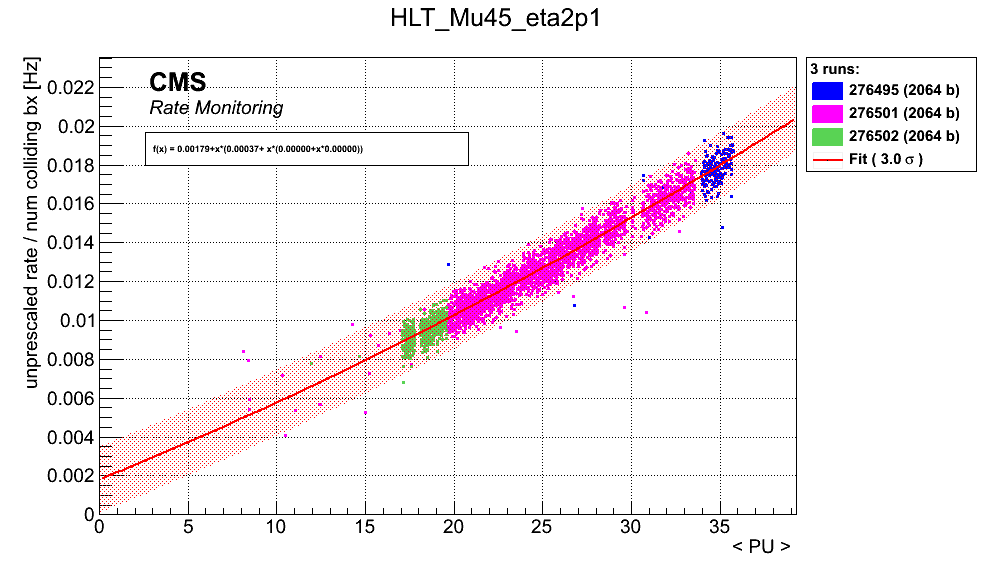 HLT_Mu45_eta2p1
unprescaled rate / num colliding bx [Hz]
CMS
Rate Monitoring
f(x) = 0.00179+x*(0.00037+ x*(0.00000+x*0.00000))
3 runs:
276495 (2064 b)
276501 (2064 b)
276502 (2064 b)
Fit ( 3.0 σ )
0.022
0.02
0.018
0.016
0.014
0.012
0.01
0.008
0.006
0.004
0.002
0
0 5 10 15 20 25 30 35
< PU >